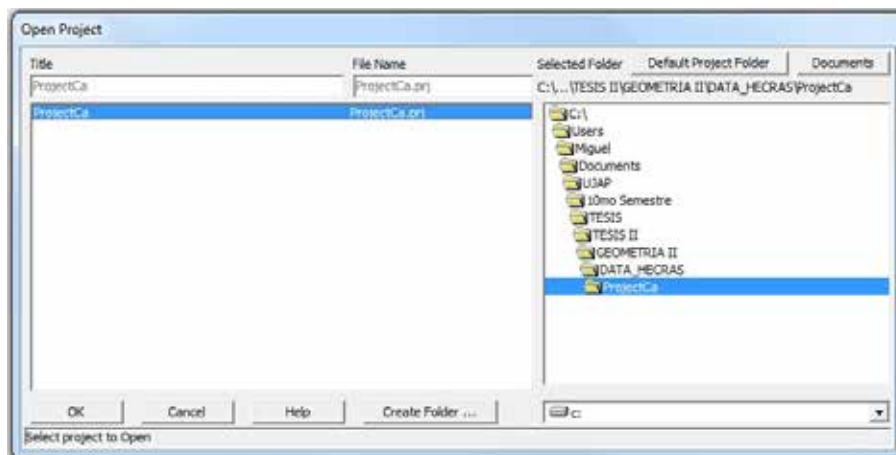 Open Project
Title File Name Selected Folder Default Project Folder Documents
ProjectCa ProjectCa.prj C:\...\TESIS II\GEOMETRIA II\DATA_HECRAS\ProjectCa
ProjectCa ProjectCa.prj
C:\
Users
Miguel
Documents
UJAP
10mo Semestre
TESIS
TESIS II
GEOMETRIA II
DATA_HECRAS
ProjectCa
OK Cancel Help Create Folder ... c:
Select project to Open